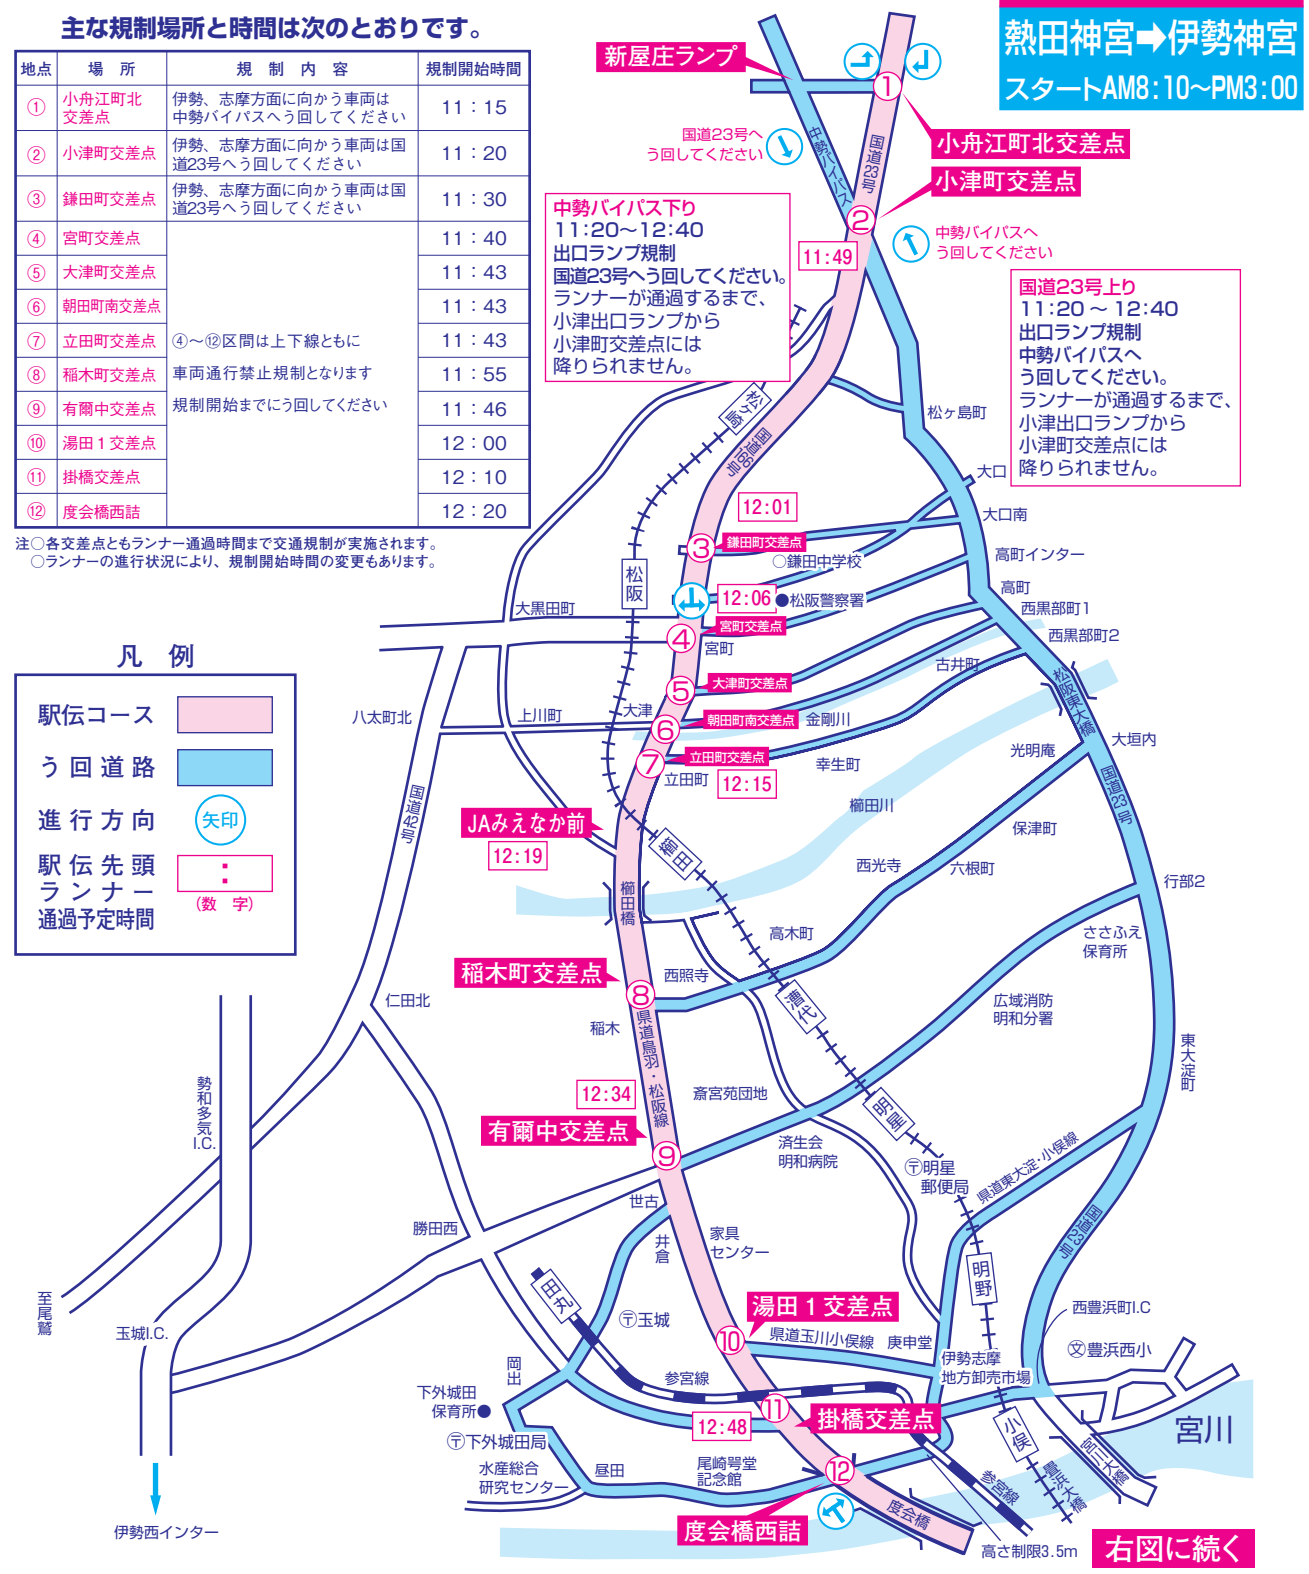 主な規制場所と時間は次のとおりです。
熱田神宮➡伊勢神宮
スタートAM8:10〜PM3:00
地点 場 所 規 制 内 容 規制開始時間
① 小舟江町北交差点 伊勢、志摩方面に向かう車両は 11：15
中勢バイパスへう回してください
② 小津町交差点 伊勢、志摩方面に向かう車両は国 11：20
道23号へう回してください
③ 鎌田町交差点 伊勢、志摩方面に向かう車両は国 11：30
道23号へう回してください
④ 宮町交差点 11：40
⑤ 大津町交差点 11：43
⑥ 朝田町南交差点 11：43
⑦ 立田町交差点 ④〜⑫区間は上下線ともに 11：43
⑧ 稲木町交差点 車両通行禁止規制となります 11：55
⑨ 有爾中交差点 規制開始までにう回してください 11：46
⑩ 湯田１交差点 12：00
⑪ 掛橋交差点 12：10
⑫ 度会橋西詰 12：20
注○各交差点ともランナー通過時間まで交通規制が実施されます。
○ランナーの進行状況により、規制開始時間の変更もあります。
凡 例
駅伝コース
う回道路
進行方向
矢印
駅伝先頭
ランナー
通過予定時間
：
(数 字)
新屋庄ランプ
①
小舟江町北交差点
国道23号へ
う回してください
中勢バイパス
国道23号
小津町交差点
②
中勢バイパスへ
う回してください
11:49
中勢バイパス下り
11:20〜12:40
出口ランプ規制
国道23号へう回してください。
ランナーが通過するまで、
小津出口ランプから
小津町交差点には
降りられません。
国道23号上り
11:20 〜 12:40
出口ランプ規制
中勢バイパスへ
う回してください。
ランナーが通過するまで、
小津出口ランプから
小津町交差点には
降りられません。
松ヶ崎
国道166号
松ヶ島町
大口
12:01
大口南
③
鎌田町交差点
○鎌田中学校
高町インター
松阪
12:06
●松阪警察署
高町
大黒田町
④
宮町交差点
宮町
西黒部町1
西黒部町2
古井町
⑤
大津町交差点
松阪東大橋
八太町北
上川町
大津
⑥
朝田町南交差点
金剛川
大垣内
光明庵
⑦
立田町交差点
幸生町
立田町
12:15
国道42号
国道23号
JAみえなか前
12:19
櫛田
櫛田川
保津町
西光寺
六根町
行部2
櫛田橋
高木町
ささふえ
保育所
稲木町交差点
西照寺
⑧
仁田北
漕代
広域消防
明和分署
稲木
県道鳥羽・松阪線
東大淀町
勢和多気I.C.
12:34
斎宮苑団地
明星
有爾中交差点
済生会
明和病院
⑨
〒明星
郵便局
県道東大淀・小俣線
世古
勝田西
井倉
家具
センター
国道23号
明野
至尾鷲
田丸
玉城I.C.
〒玉城
湯田１交差点
西豊浜町I.C
⑩
県道玉川小俣線
庚申堂
伊勢志摩
地方卸売市場
文豊浜西小
岡出
参宮線
下外城田
保育所●
⑪
掛橋交差点
12:48
宮川
〒下外城田局
小俣
水産総合
研究センター
昼田
尾崎咢堂
記念館
⑫
宮川大橋
豊浜大橋
参宮線
度会橋西詰
度会橋
伊勢西インター
高さ制限3.5m
右図に続く